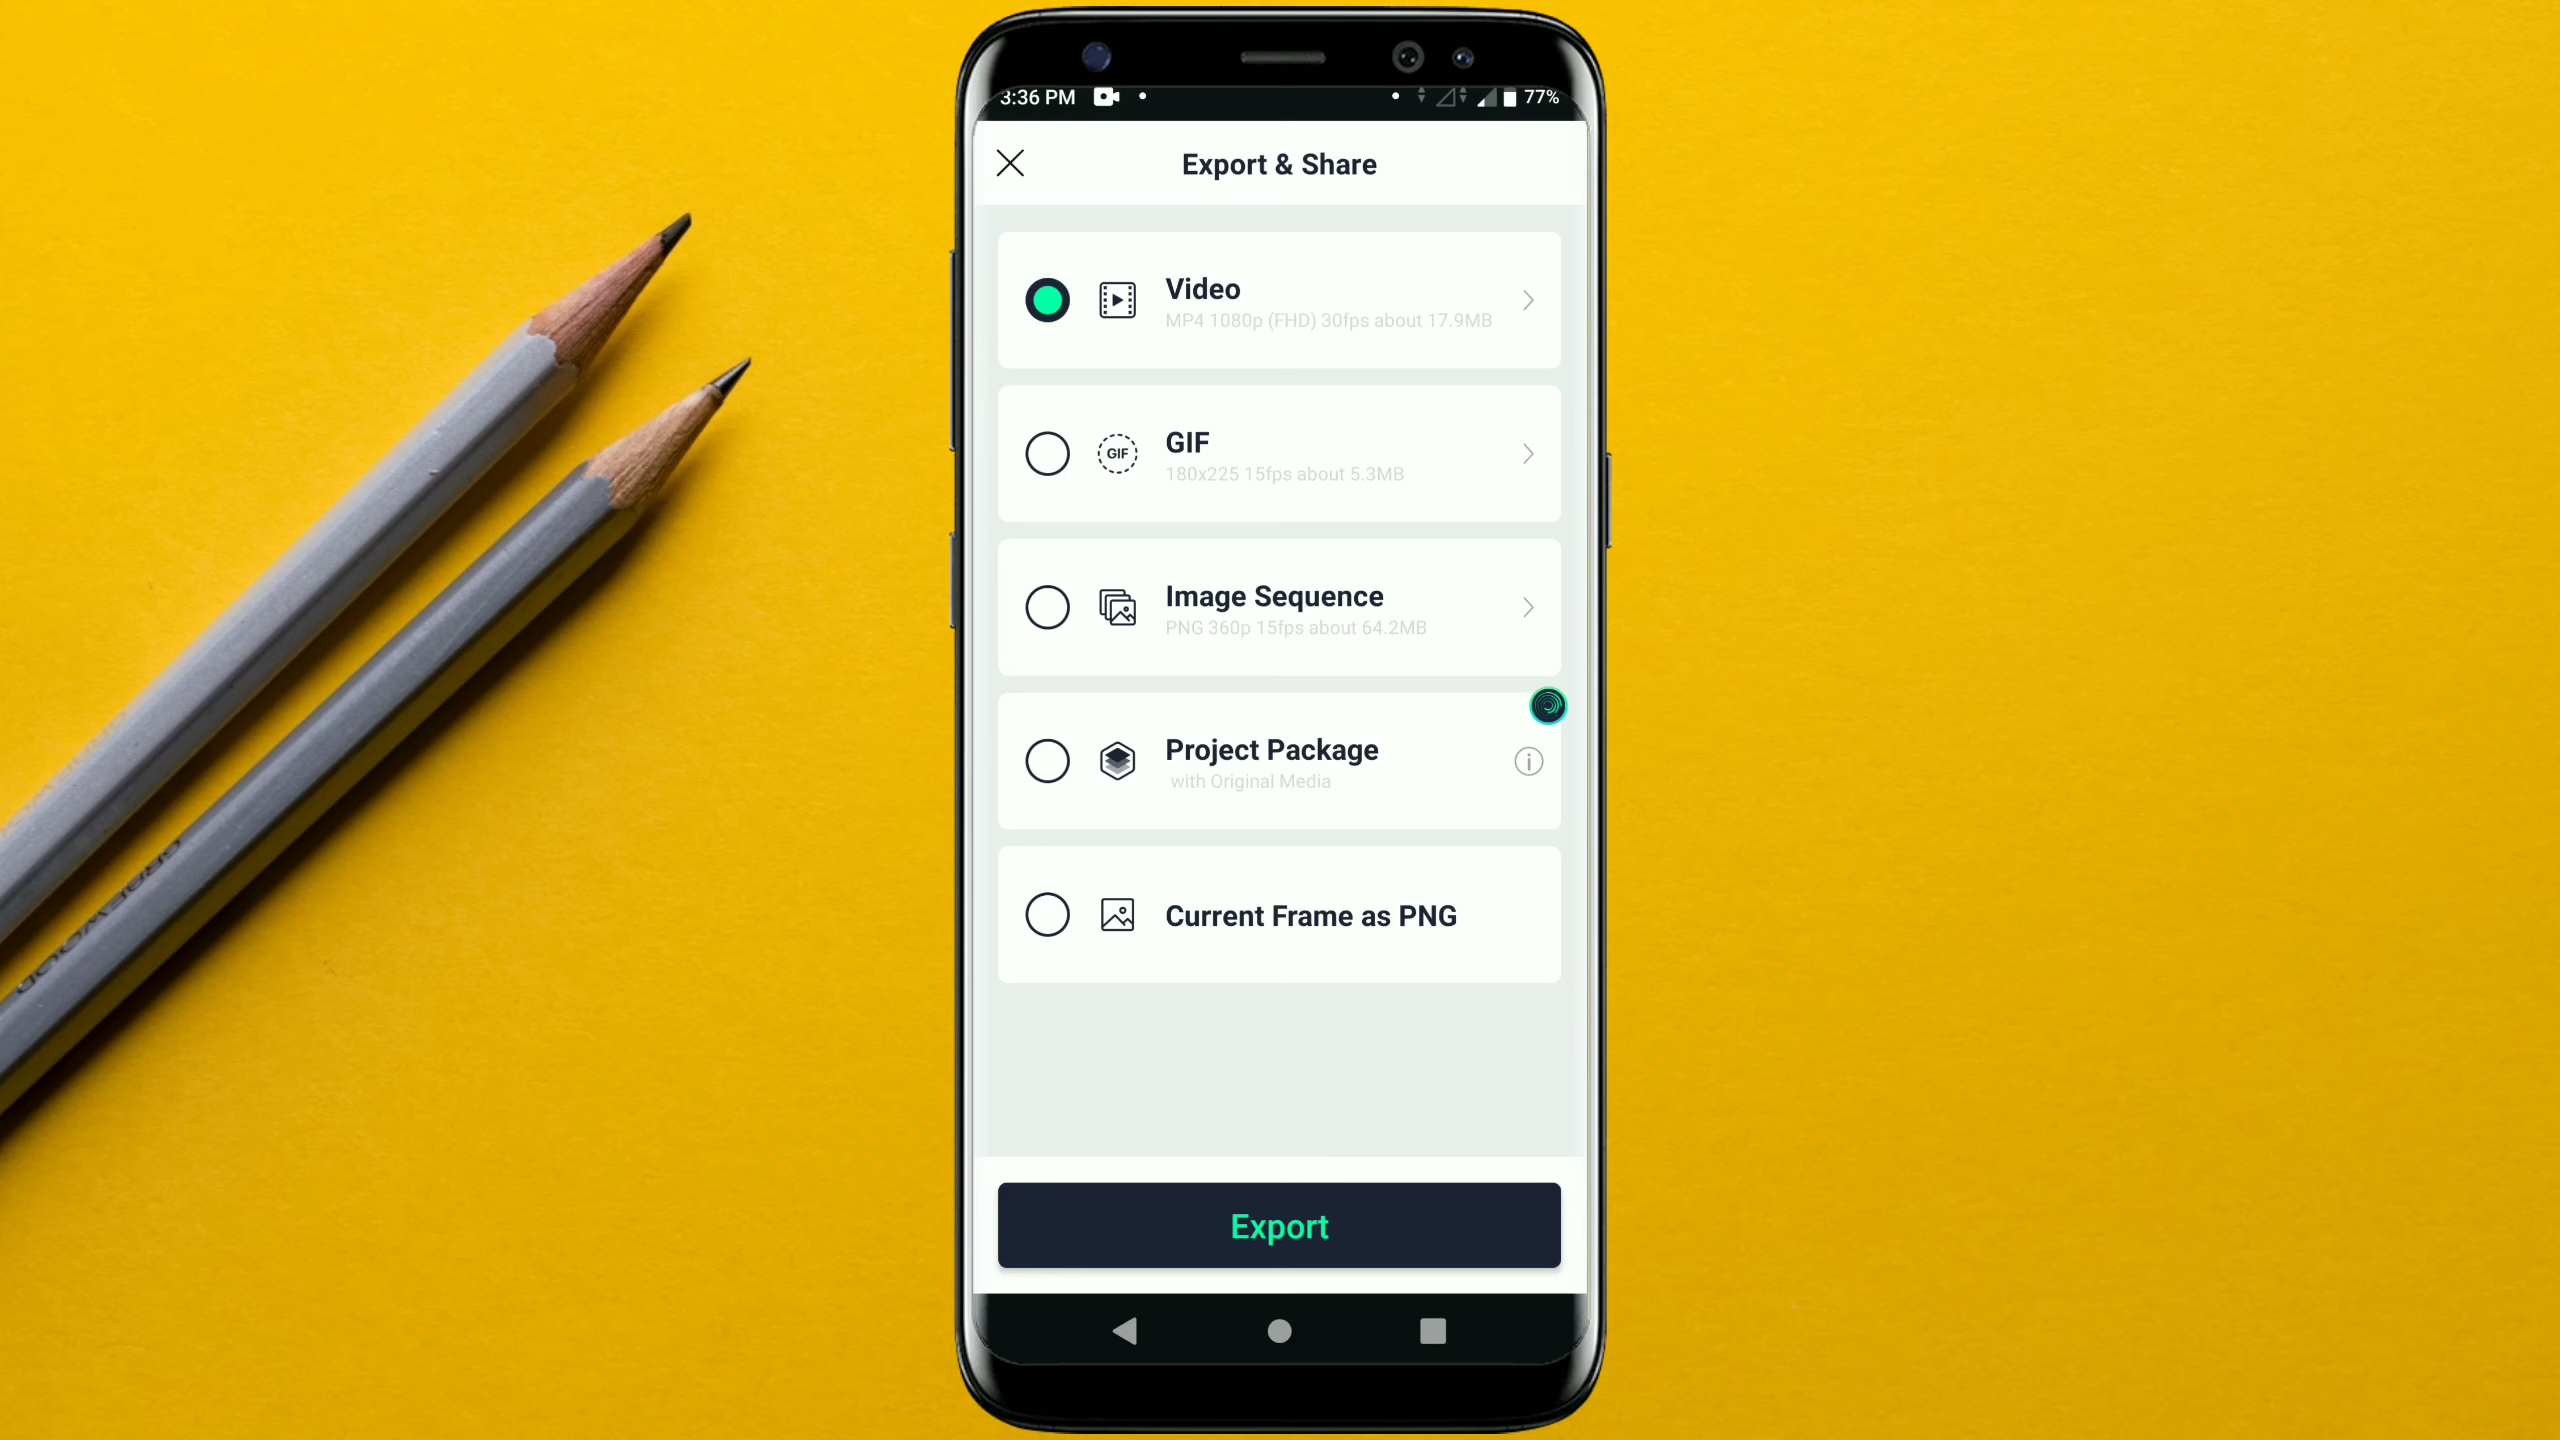 3:36 PM
77%
Export & Share
Video
MP4 1080p (FHD) 30fps about 17.9MB
GIF
GIF
180x225 15fps about 5.3MB
Image Sequence
PNG 360p 15fps about 64.2MB
Project Package
with Original Media
Current Frame as PNG
Export